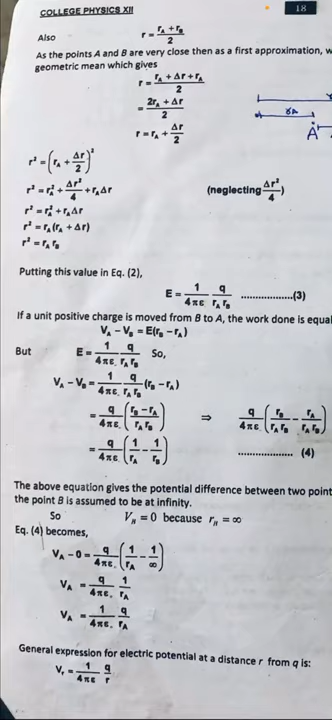 COLLEGE PHYSICS XII
18
Also r = (r_A + r_B)/2
As the points A and B are very close then as a first approximation, w
geometric mean which gives
r = (r_A + Δr + r_A)/2
= (2r_A + Δr)/2
r = r_A + Δr/2
r_A
A
r² = (r_A + Δr/2)²
r² = r_A² + Δr²/4 + r_AΔr (neglecting Δr²/4)
r² = r_A² + r_AΔr
r² = r_A(r_A + Δr)
r² = r_A r_B
Putting this value in Eq. (2),
E = 1/(4πε.) q/(r_A r_B) ..................(3)
If a unit positive charge is moved from B to A, the work done is equal
V_A – V_B = E(r_B – r_A)
But E = 1/(4πε.) q/(r_A r_B) So,
V_A – V_B = 1/(4πε.) q/(r_A r_B) (r_B – r_A)
= q/(4πε.) ((r_B – r_A)/(r_A r_B)) ⇒ q/(4πε.) (r_B/(r_A r_B) – r_A/(r_A r_B))
= q/(4πε.) (1/r_A – 1/r_B) .................... (4)
The above equation gives the potential difference between two point
the point B is assumed to be at infinity.
So V_B = 0 because r_B = ∞
Eq. (4) becomes,
V_A – 0 = q/(4πε.) (1/r_A – 1/∞)
V_A = q/(4πε.) 1/r_A
V_A = 1/(4πε.) q/r_A
General expression for electric potential at a distance r from q is:
V_r = 1/(4πε) q/r